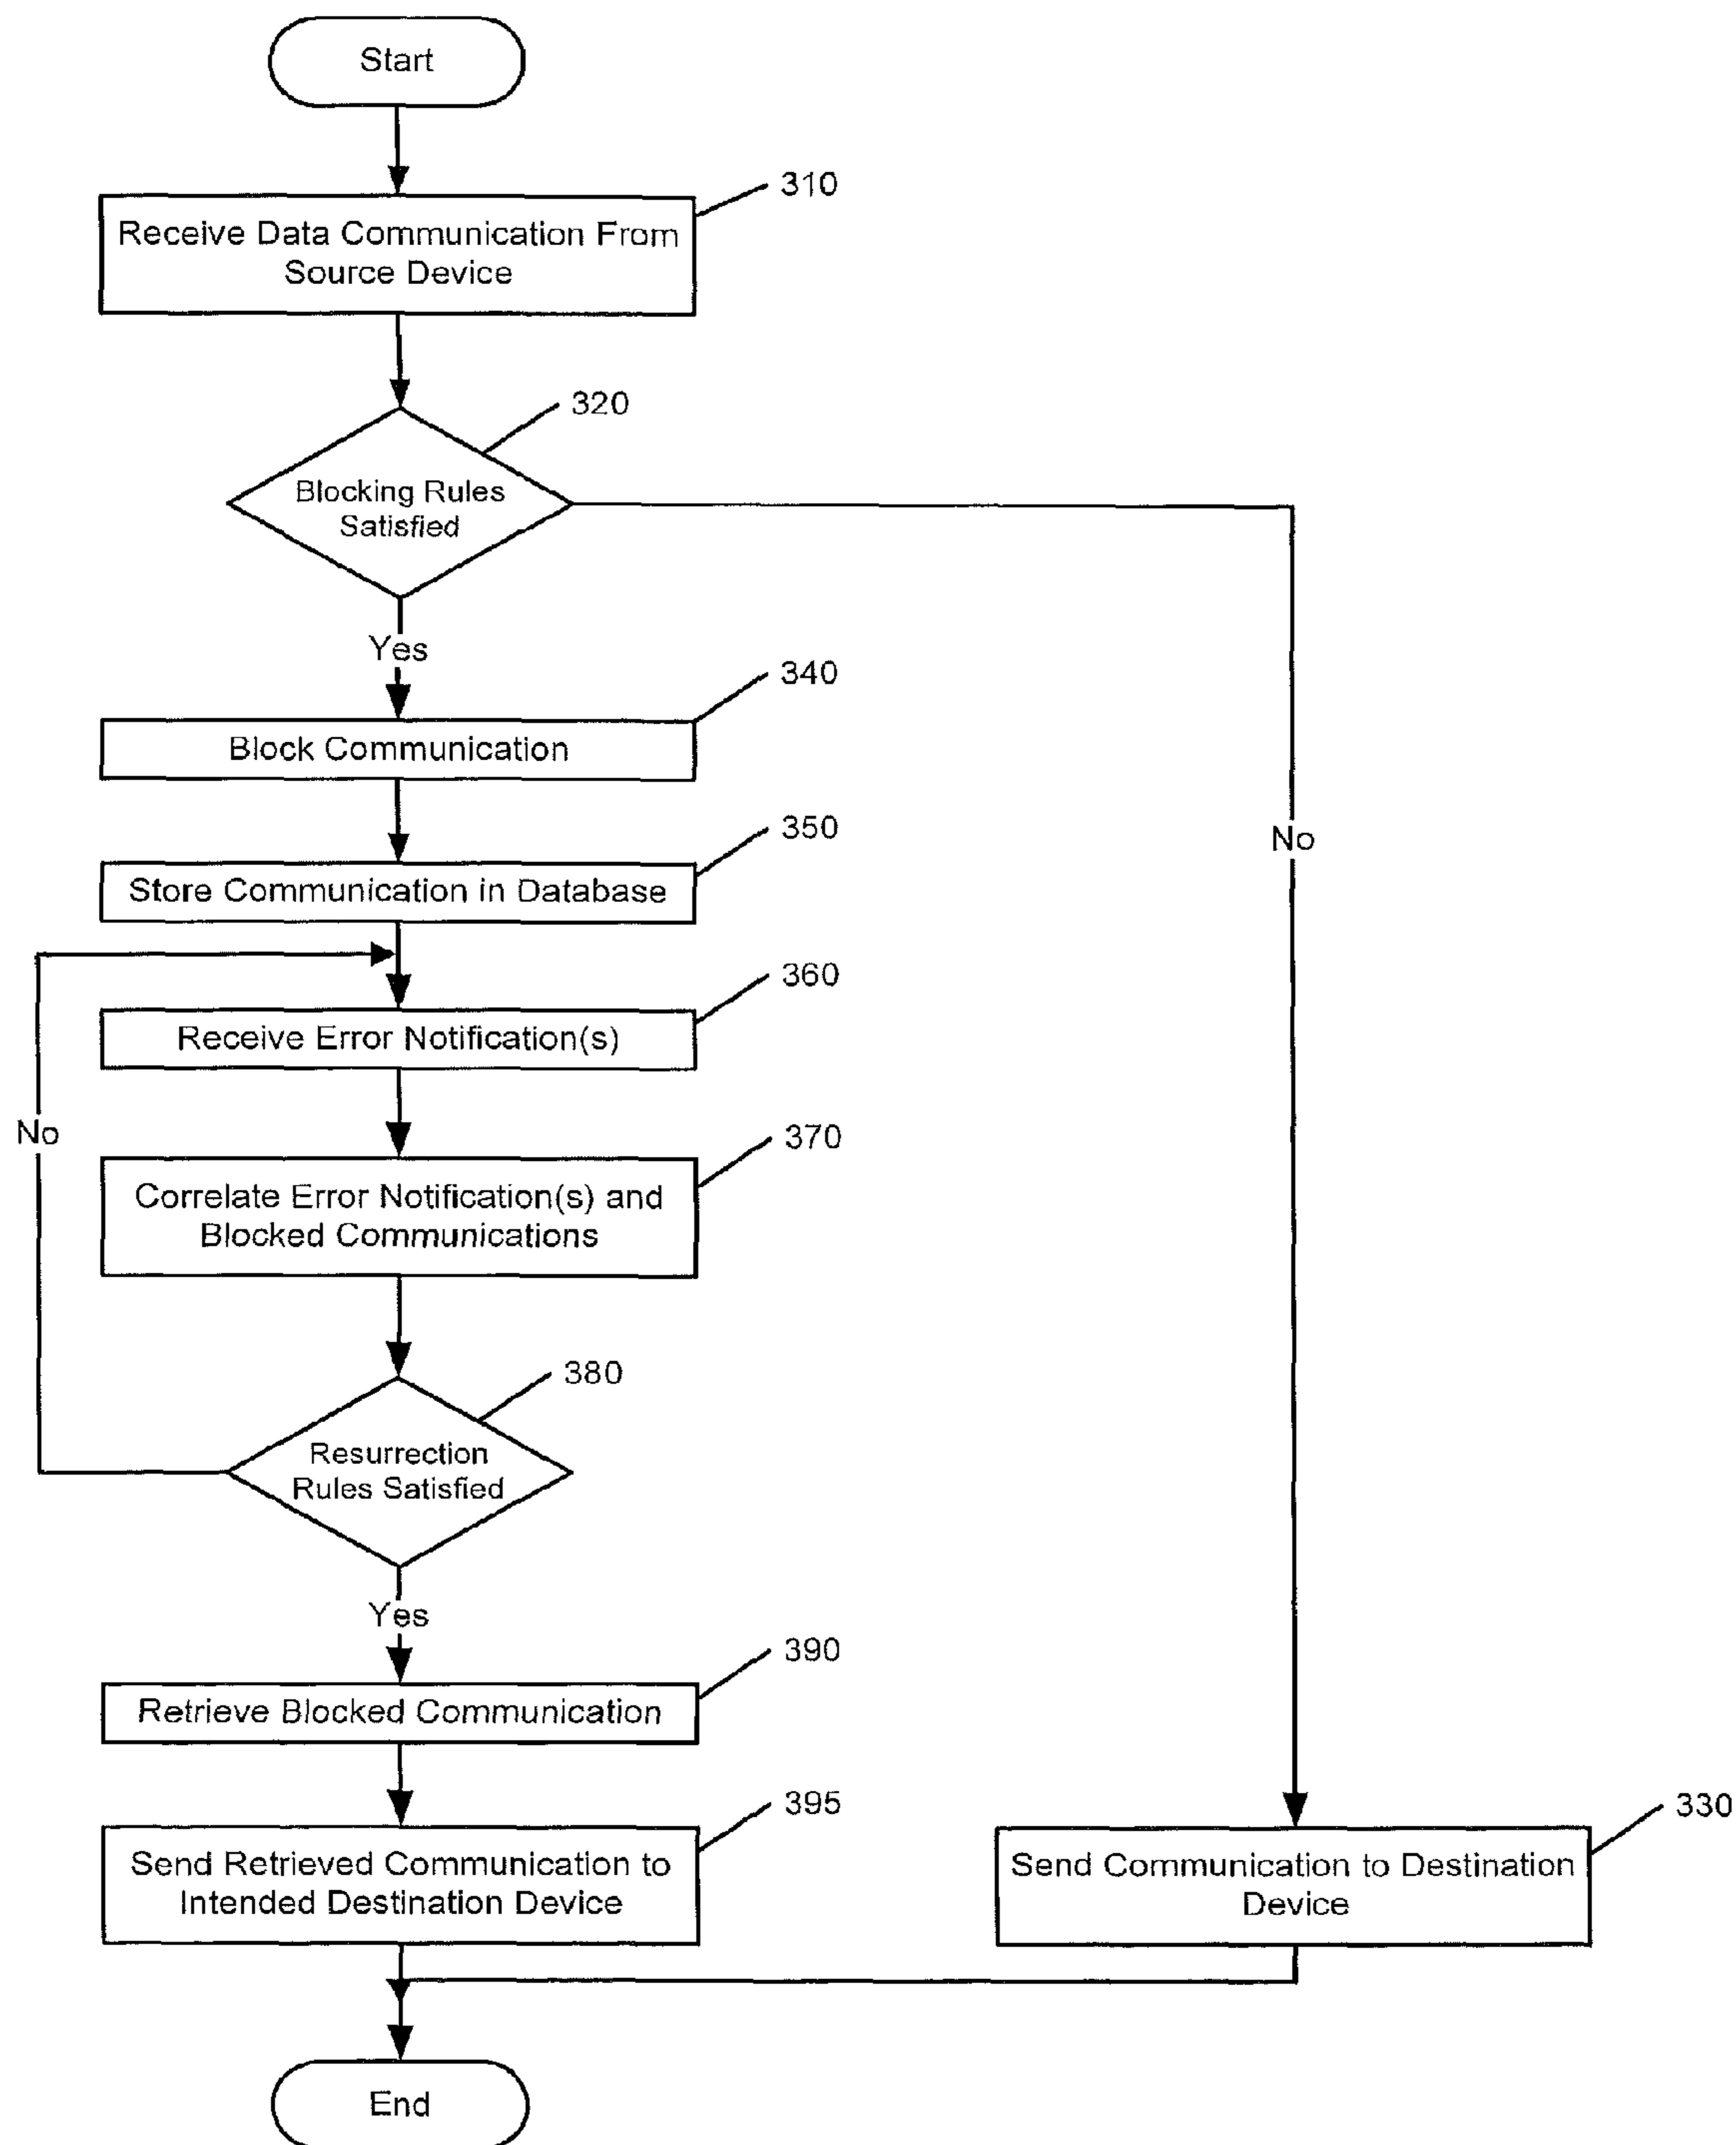 Start
310
Receive Data Communication From
Source Device
320
Blocking Rules
Satisfied
Yes
340
Block Communication
350
No
Store Communication in Database
360
Receive Error Notification(s)
No
370
Correlate Error Notification(s) and
Blocked Communications
380
Resurrection
Rules Satisfied
Yes
390
Retrieve Blocked Communication
395
330
Send Retrieved Communication to
Intended Destination Device
Send Communication to Destination
Device
End